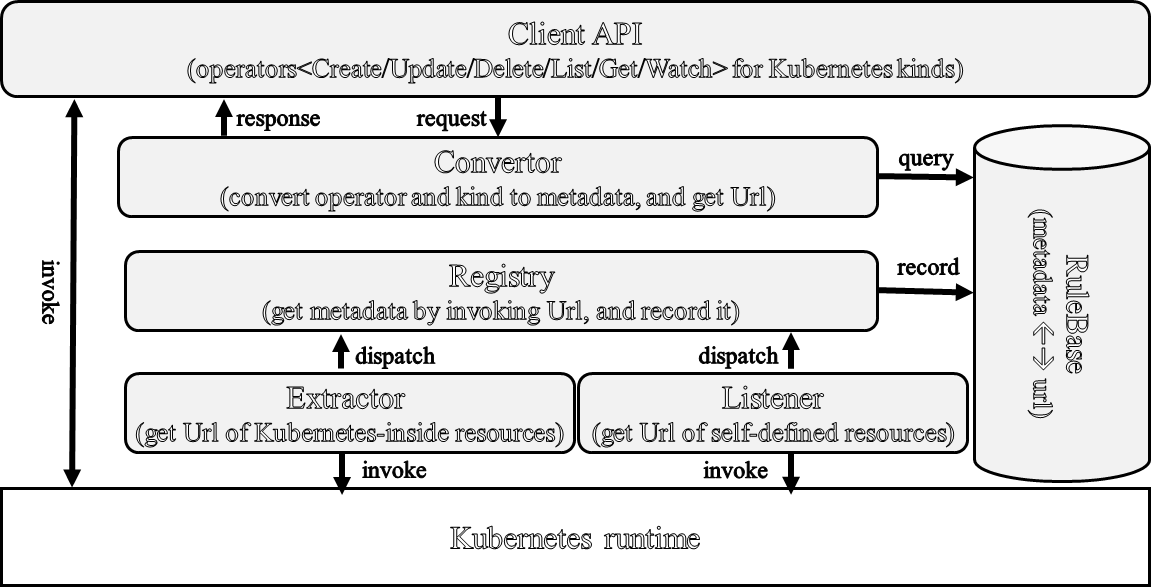 Client API
(operators<Create/Update/Delete/List/Get/Watch> for Kubernetes kinds)
response
request
Convertor
(convert operator and kind to metadata, and get Url)
query
invoke
Registry
(get metadata by invoking Url, and record it)
record
RuleBase
(metadata <--> url)
dispatch
dispatch
Extractor
(get Url of Kubernetes-inside resources)
Listener
(get Url of self-defined resources)
invoke
invoke
Kubernetes runtime